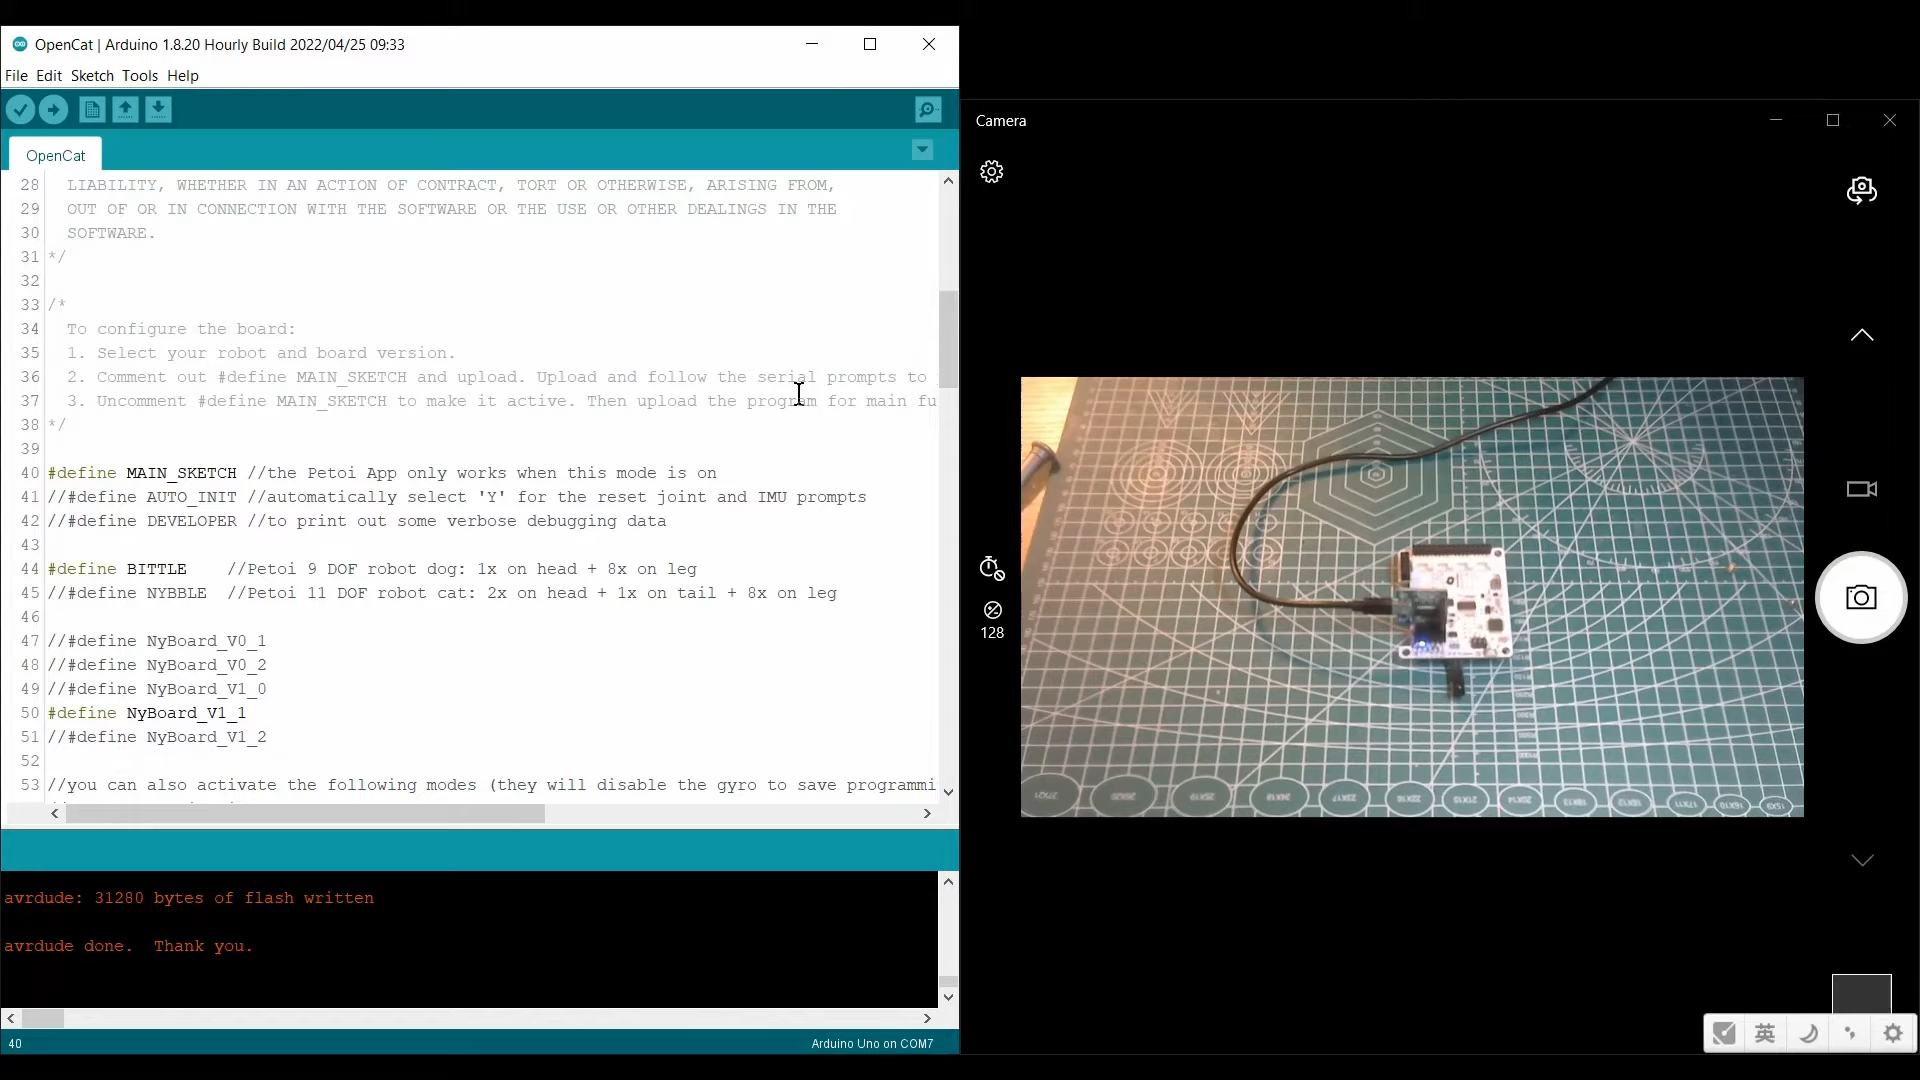 OpenCat | Arduino 1.8.20 Hourly Build 2022/04/25 09:33
File Edit Sketch Tools Help
OpenCat
28 LIABILITY, WHETHER IN AN ACTION OF CONTRACT, TORT OR OTHERWISE, ARISING FROM,
29 OUT OF OR IN CONNECTION WITH THE SOFTWARE OR THE USE OR OTHER DEALINGS IN THE
30 SOFTWARE.
31 */
32
33 /*
34 To configure the board:
35 1. Select your robot and board version.
36 2. Comment out #define MAIN_SKETCH and upload. Upload and follow the serial prompts to
37 3. Uncomment #define MAIN_SKETCH to make it active. Then upload the program for main fu
38 */
39
40 #define MAIN_SKETCH //the Petoi App only works when this mode is on
41 //#define AUTO_INIT //automatically select 'Y' for the reset joint and IMU prompts
42 //#define DEVELOPER //to print out some verbose debugging data
43
44 #define BITTLE //Petoi 9 DOF robot dog: 1x on head + 8x on leg
45 //#define NYBBLE //Petoi 11 DOF robot cat: 2x on head + 1x on tail + 8x on leg
46
47 //#define NyBoard_V0_1
48 //#define NyBoard_V0_2
49 //#define NyBoard_V1_0
50 #define NyBoard_V1_1
51 //#define NyBoard_V1_2
52
53 //you can also activate the following modes (they will disable the gyro to save programmi
avrdude: 31280 bytes of flash written
avrdude done. Thank you.
40
Arduino Uno on COM7
Camera
128
英